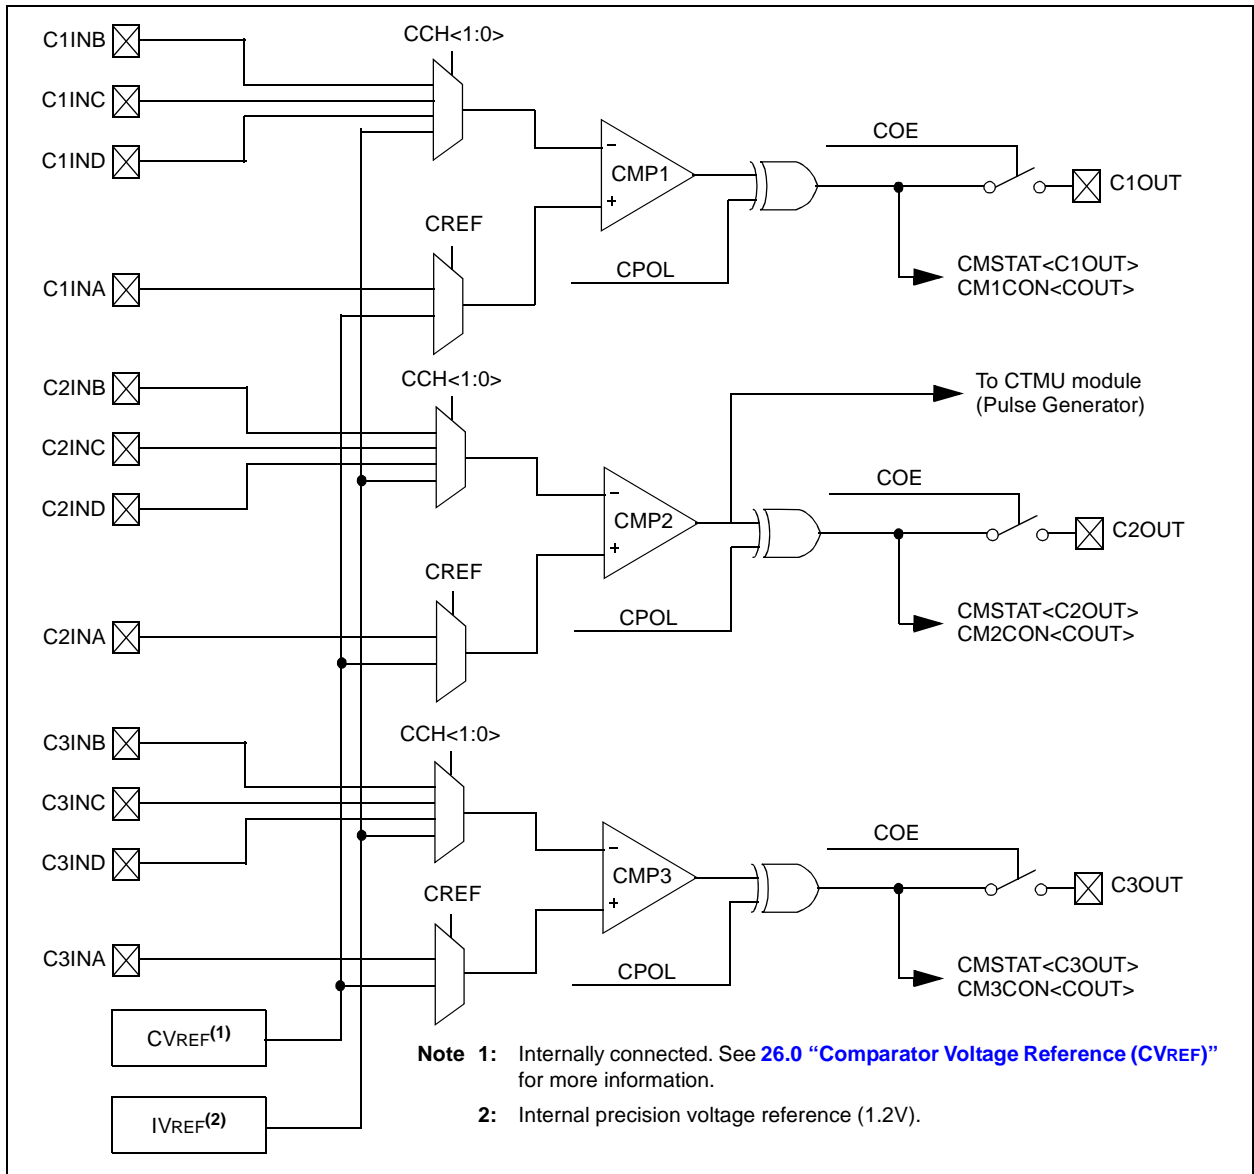 C1INB
CCH<1:0>
C1INC
COE
C1IND
CMP1
C1OUT
CREF
CPOL
CMSTAT<C1OUT>
CM1CON<COUT>
C1INA
C2INB
CCH<1:0>
To CTMU module
(Pulse Generator)
C2INC
COE
C2IND
CMP2
C2OUT
CREF
CPOL
CMSTAT<C2OUT>
CM2CON<COUT>
C2INA
C3INB
CCH<1:0>
C3INC
COE
C3IND
CMP3
C3OUT
CREF
C3INA
CPOL
CMSTAT<C3OUT>
CM3CON<COUT>
CVREF(1)
IVREF(2)
Note 1: Internally connected. See 26.0 “Comparator Voltage Reference (CVREF)”
for more information.
2: Internal precision voltage reference (1.2V).